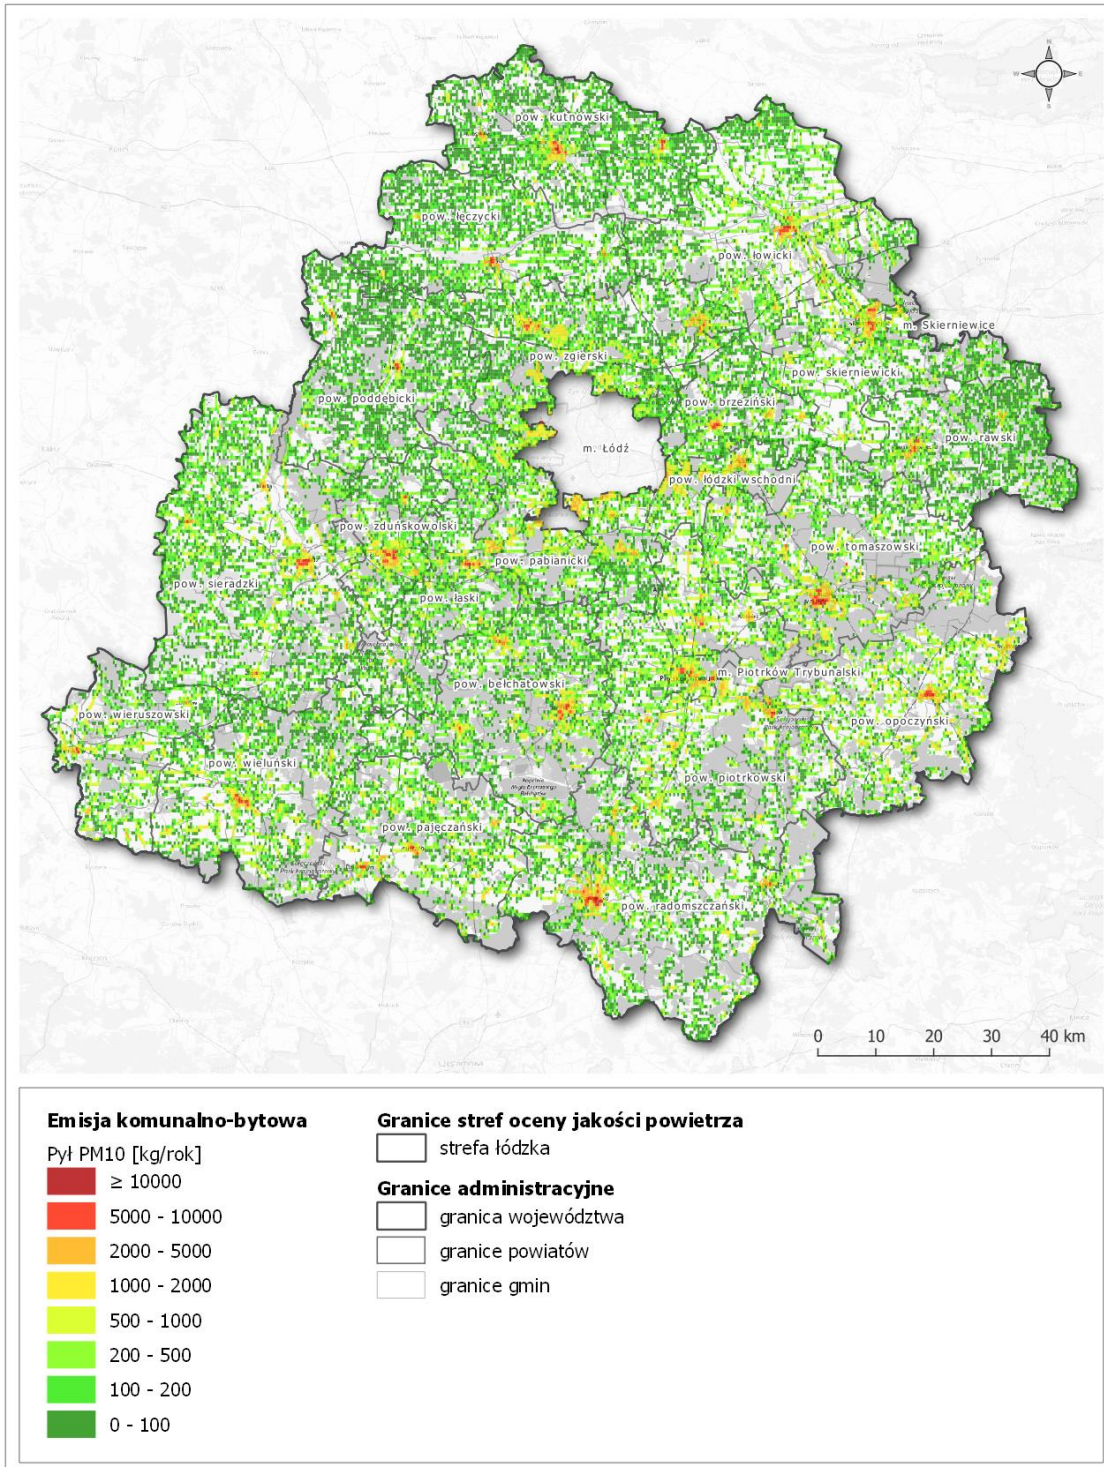 N
W E
S
pow. kutnowski
pow. łęczycki
pow. łowicki
m. Skierniewice
pow. zgierski
pow. skierniewicki
pow. poddębicki
pow. brzeziński
pow. rawski
m. Łódź
pow. łódzki wschodni
pow. zduńskowolski
pow. tomaszowski
pow. pabianicki
pow. sieradzki
pow. łaski
m. Piotrków Trybunalski
pow. bełchatowski
pow. wieruszowski
pow. opoczyński
pow. wieluński
pow. piotrkowski
pow. pajęczański
pow. radomszczański
0 10 20 30 40 km
Emisja komunalno-bytowa
Pył PM10 [kg/rok]
≥ 10000
5000 - 10000
2000 - 5000
1000 - 2000
500 - 1000
200 - 500
100 - 200
0 - 100
Granice stref oceny jakości powietrza
strefa łódzka
Granice administracyjne
granica województwa
granice powiatów
granice gmin